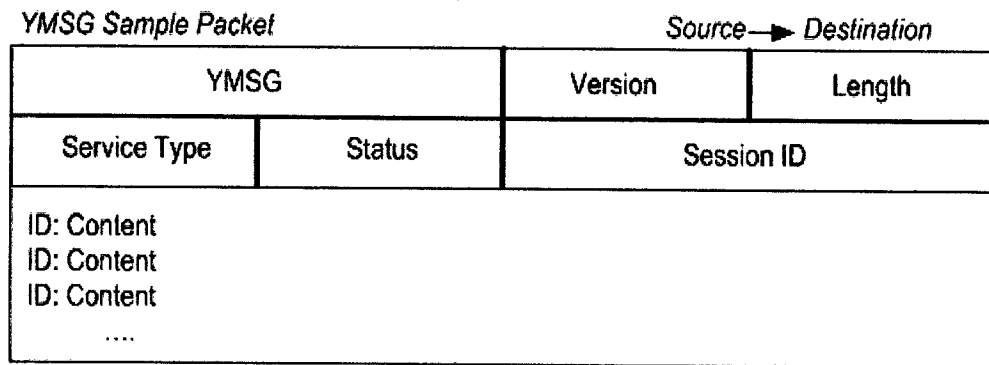 YMSG Sample Packet Source → Destination
YMSG Version Length
Service Type Status Session ID
ID: Content
ID: Content
ID: Content
....